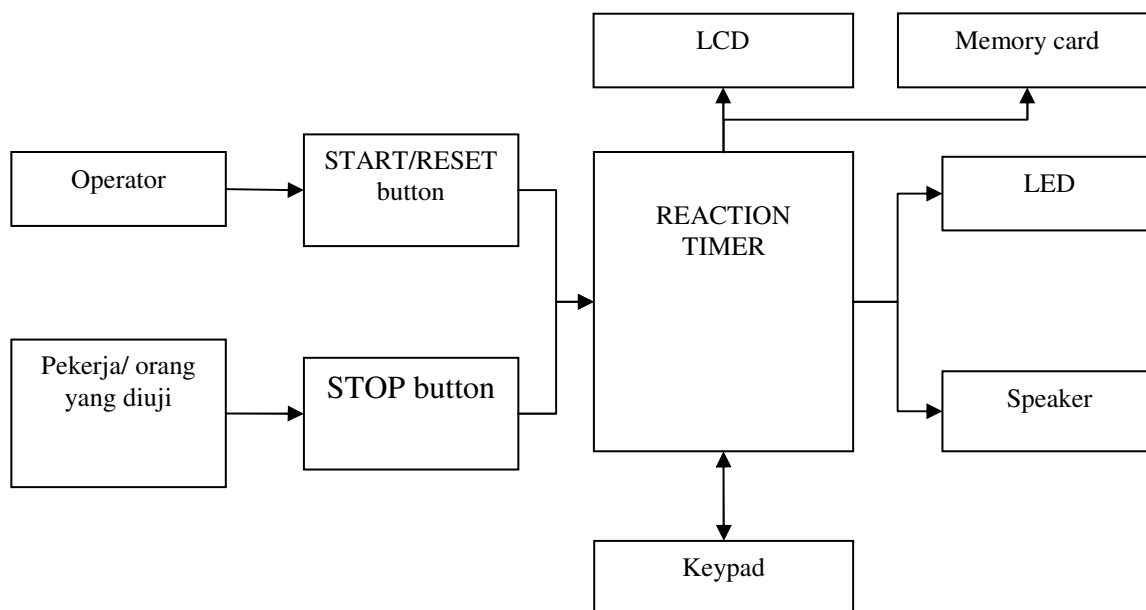 LCD
Memory card
START/RESET
button
Operator
LED
REACTION
TIMER
Pekerja/ orang
yang diuji
STOP button
Speaker
Keypad